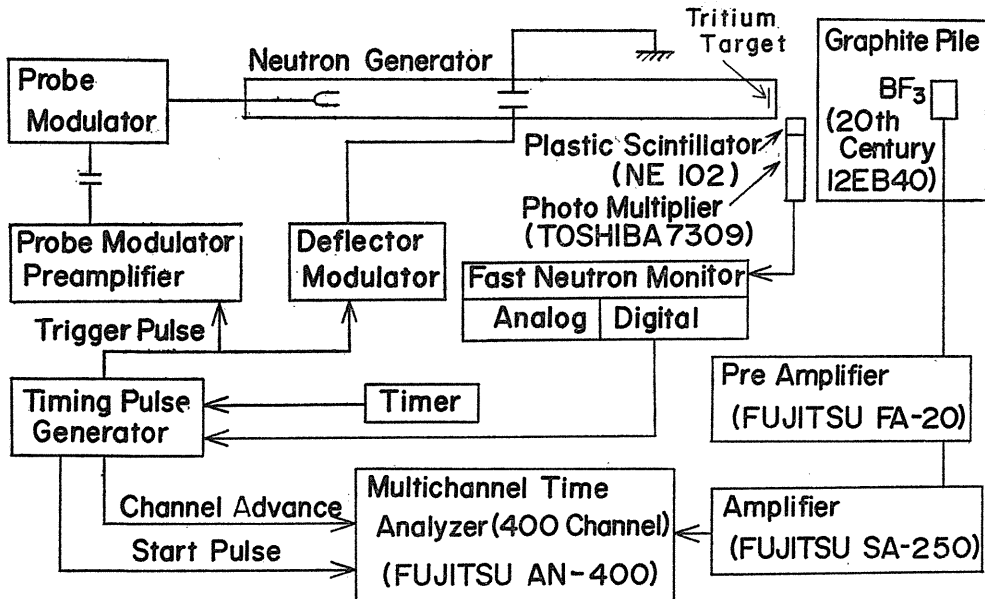 Tritium
Target
Neutron Generator
Probe
Modulator
Graphite Pile
BF₃
(20th
Century
12EB40)
Plastic Scintillator
(NE 102)
Photo Multiplier
(TOSHIBA 7309)
Probe Modulator
Preamplifier
Deflector
Modulator
Fast Neutron Monitor
Analog
Digital
Trigger Pulse
Timing Pulse
Generator
Timer
Pre Amplifier
(FUJITSU FA-20)
Channel Advance
Start Pulse
Multichannel Time
Analyzer (400 Channel)
(FUJITSU AN-400)
Amplifier
(FUJITSU SA-250)